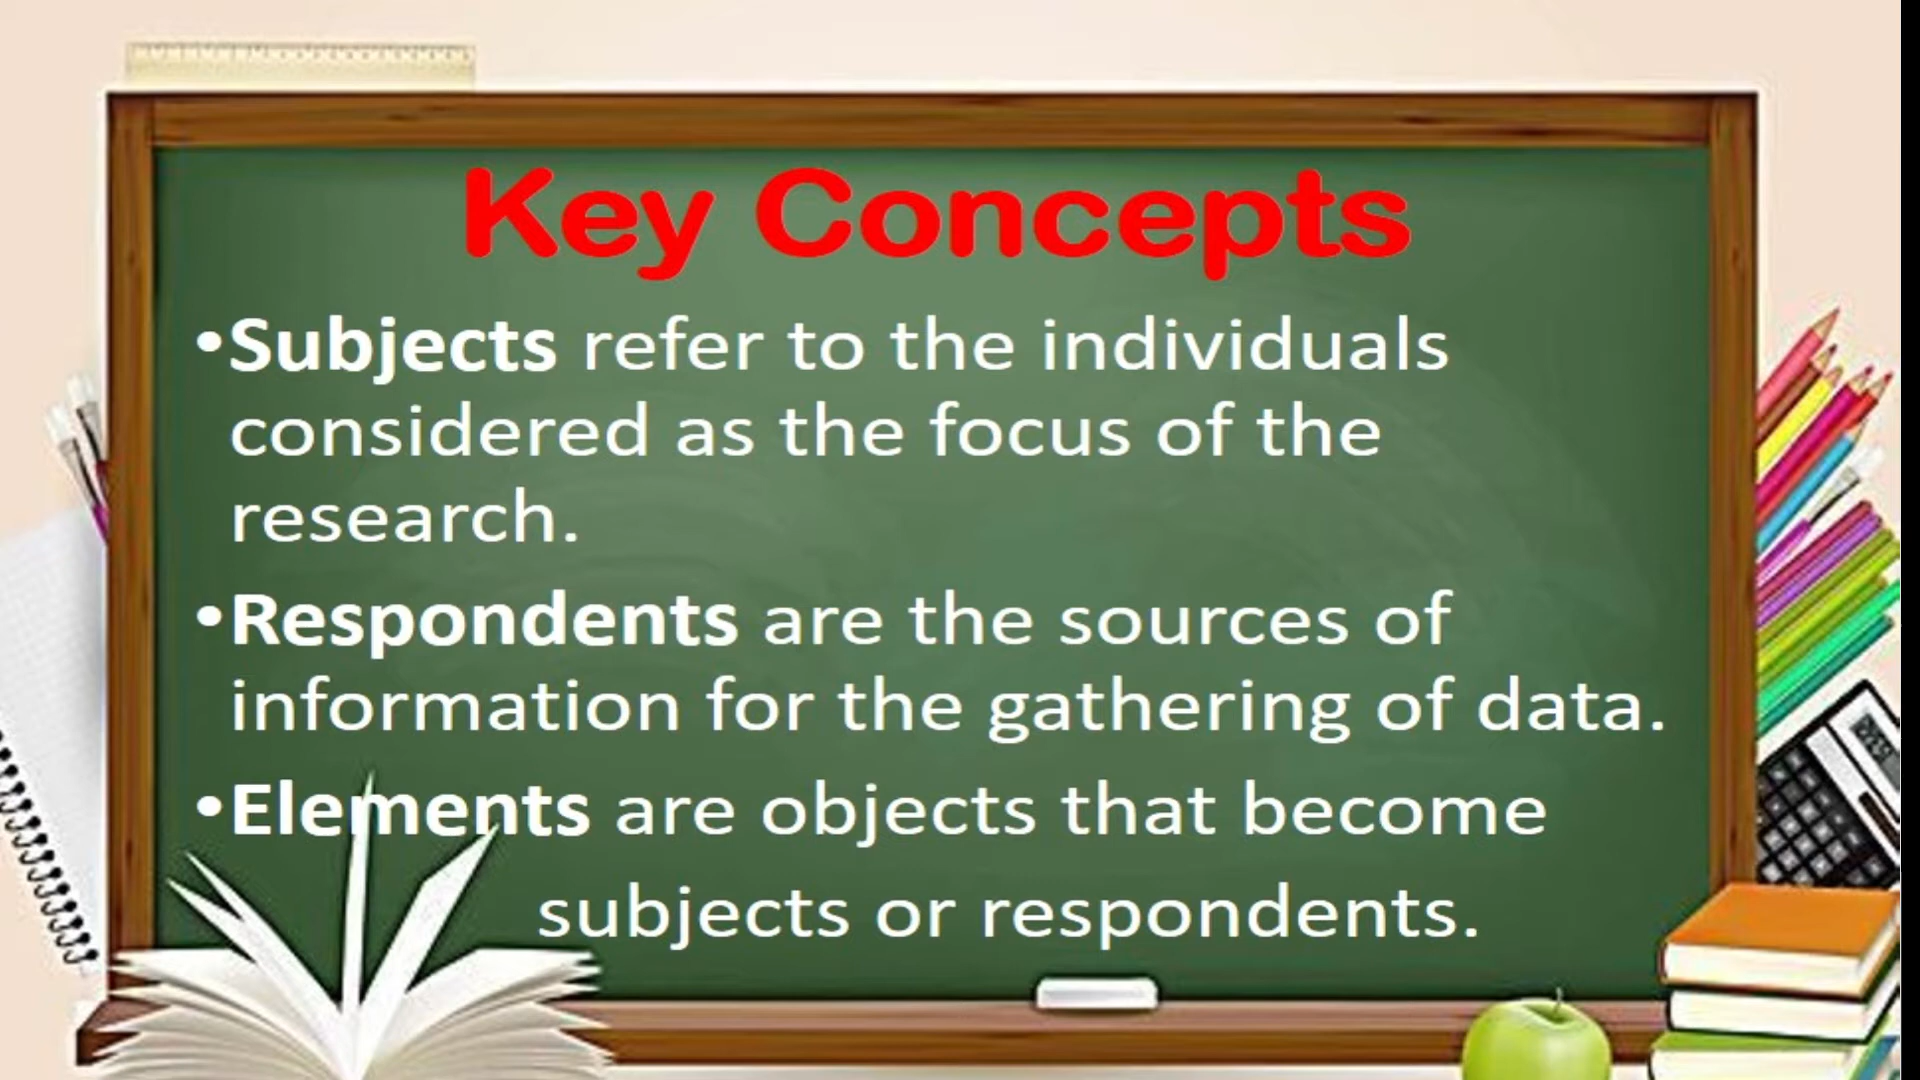 Key Concepts
•Subjects refer to the individuals
considered as the focus of the
research.
•Respondents are the sources of
information for the gathering of data.
•Elements are objects that become
subjects or respondents.